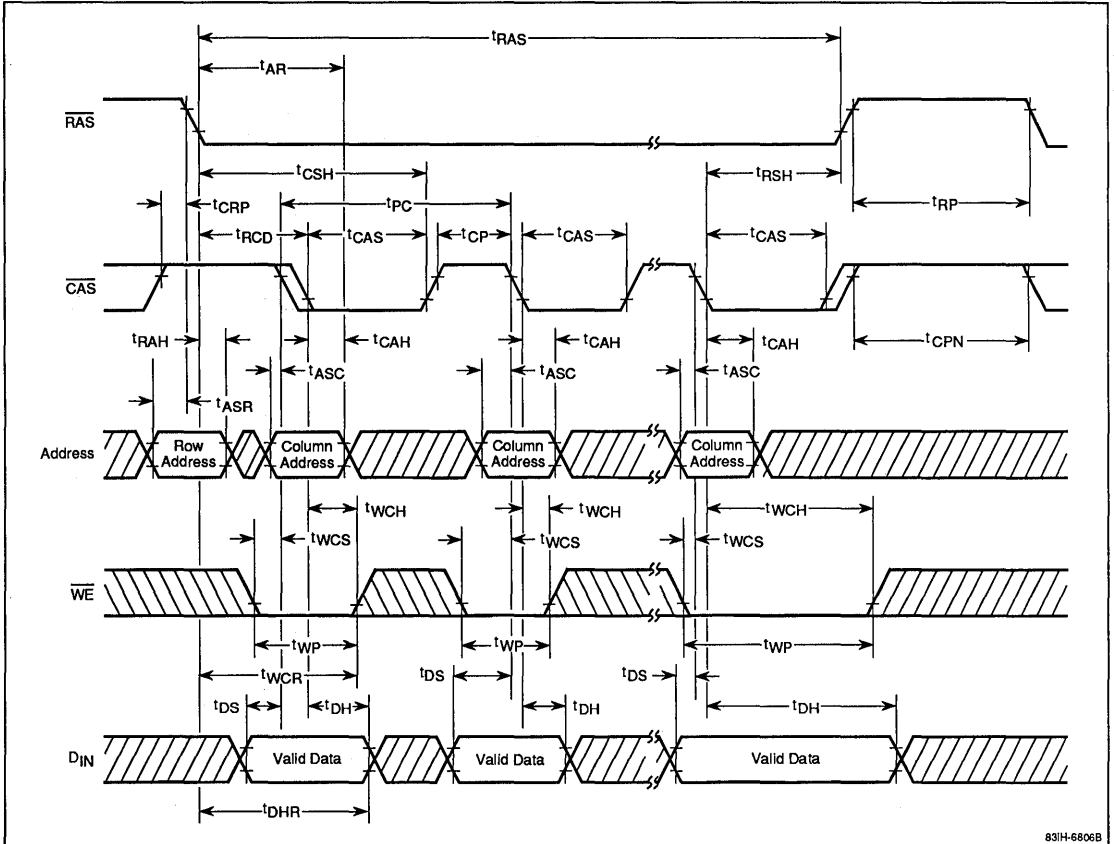 tRAS
tAR
RAS
tCSH
tRSH
tCRP
tPC
tRP
tRCD
tCAS
tCP
tCAS
tCAS
CAS
tRAH
tCAH
tCAH
tCAH
tCPN
tASC
tASC
tASC
tASR
Address
Row Address
Column Address
Column Address
Column Address
tWCH
tWCH
tWCH
tWCS
tWCS
tWCS
WE
tWP
tWP
tWP
tWCR
tDS
tDS
tDS
tDH
tDH
tDH
DIN
Valid Data
Valid Data
Valid Data
tDHR
83IH-6806B